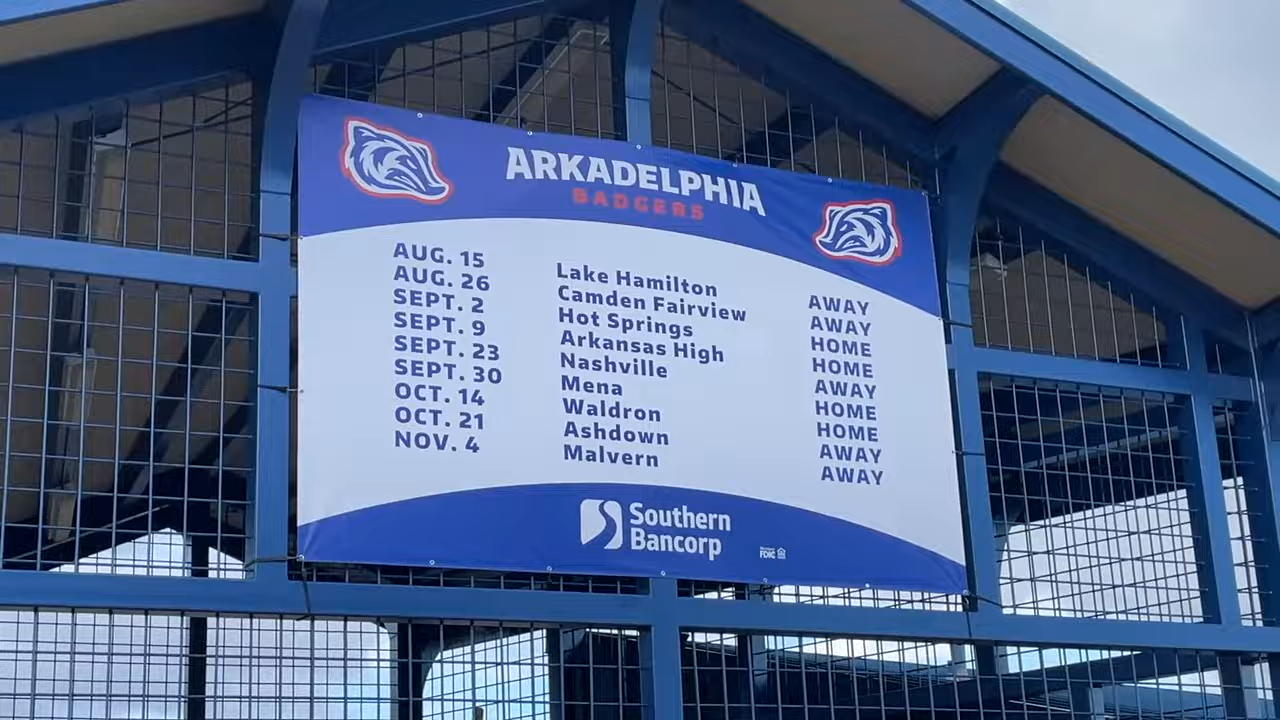 ARKADELPHIA
BADGERS
AUG. 15 Lake Hamilton AWAY
AUG. 26 Camden Fairview AWAY
SEPT. 2 Hot Springs HOME
SEPT. 9 Arkansas High HOME
SEPT. 23 Nashville AWAY
SEPT. 30 Mena HOME
OCT. 14 Waldron HOME
OCT. 21 Ashdown AWAY
NOV. 4 Malvern AWAY
Southern
Bancorp
FDIC